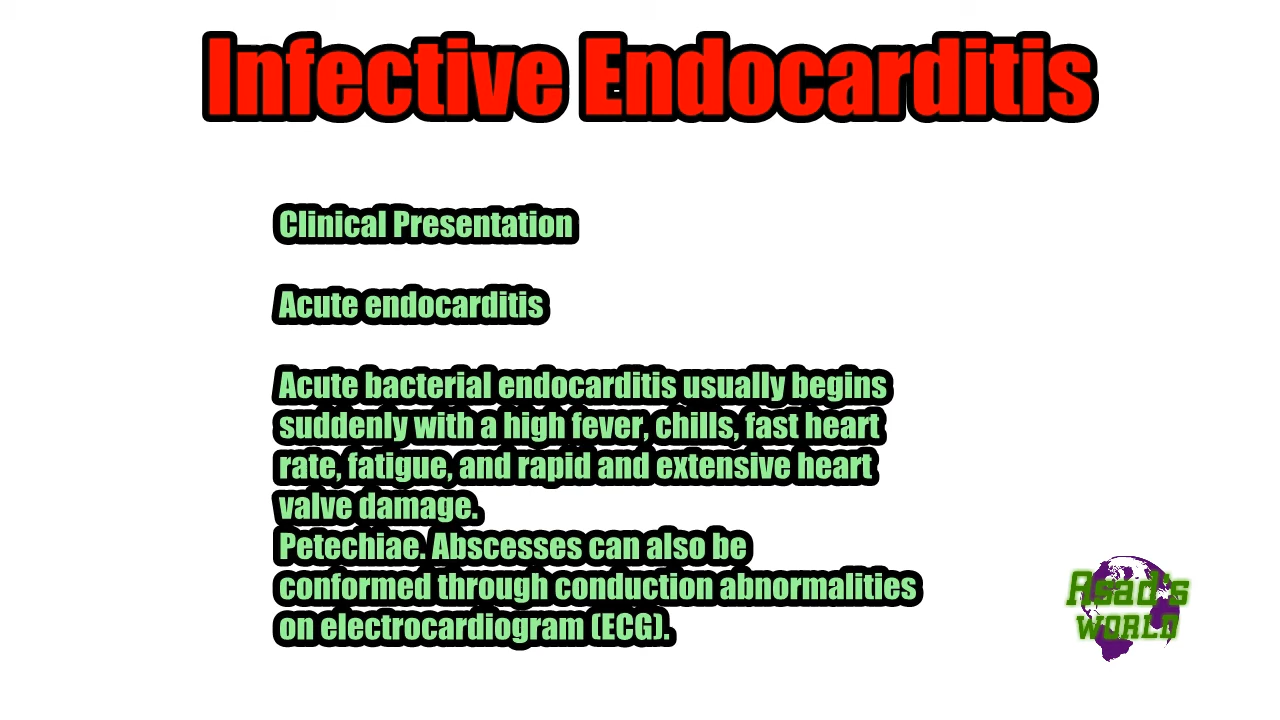 Infective Endocarditis
Clinical Presentation
Acute endocarditis
Acute bacterial endocarditis usually begins
suddenly with a high fever, chills, fast heart
rate, fatigue, and rapid and extensive heart
valve damage.
Petechiae. Abscesses can also be
conformed through conduction abnormalities
on electrocardiogram (ECG).
Asad's
WORLD